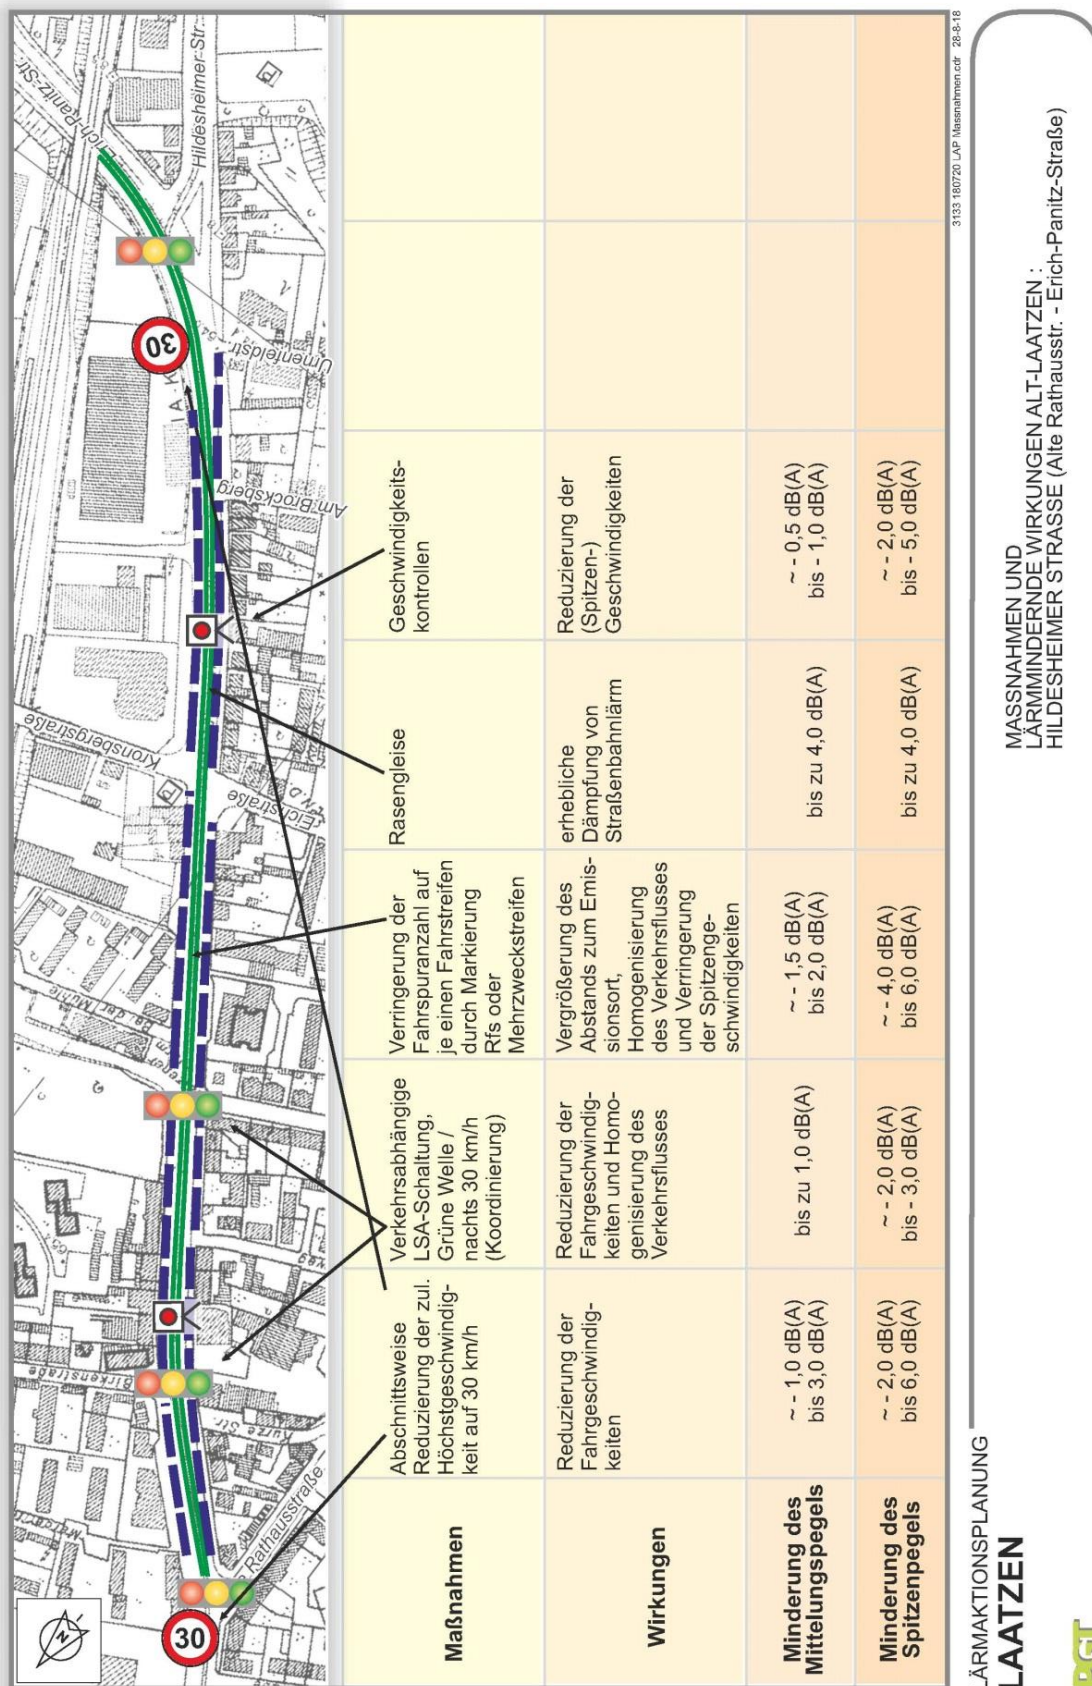 Erich-Panitz-Str.
Hildesheimer-Str.
Urnenfeldstr.
Am Brocksberg
Kronsbergstraße
Eichstraße
Birkenstraße
Kurze Str.
Rathausstraße
N
30
30
Maßnahmen
Abschnittsweise
Reduzierung der zul.
Höchstgeschwindig-
keit auf 30 km/h
Verkehrsabhängige
LSA-Schaltung,
Grüne Welle /
nachts 30 km/h
(Koordinierung)
Verringerung der
Fahrspuranzahl auf
je einen Fahrstreifen
durch Markierung
Rfs oder
Mehrzweckstreifen
Rasengleise
Geschwindigkeits-
kontrollen
Wirkungen
Reduzierung der
Fahrgeschwindig-
keiten
Reduzierung der
Fahrgeschwindig-
keiten und Homo-
genisierung des
Verkehrsflusses
Vergrößerung des
Abstands zum Emis-
sionsort,
Homogenisierung
des Verkehrsflusses
und Verringerung
der Spitzenge-
schwindigkeiten
erhebliche
Dämpfung von
Straßenbahnlärm
Reduzierung der
(Spitzen-)
Geschwindigkeiten
Minderung des
Mittelungspegels
~ - 1,0 dB(A)
bis 3,0 dB(A)
bis zu 1,0 dB(A)
~ - 1,5 dB(A)
bis 2,0 dB(A)
bis zu 4,0 dB(A)
~ - 0,5 dB(A)
bis - 1,0 dB(A)
Minderung des
Spitzenpegels
~ - 2,0 dB(A)
bis 6,0 dB(A)
~ - 2,0 dB(A)
bis - 3,0 dB(A)
~ - 4,0 dB(A)
bis 6,0 dB(A)
bis zu 4,0 dB(A)
~ - 2,0 dB(A)
bis - 5,0 dB(A)
3133 180720 LAP Massnahmen.cdr 28-8-18
LÄRMAKTIONSPLANUNG
LAATZEN
MASSNAHMEN UND
LÄRMMINDERNDE WIRKUNGEN ALT-LAATZEN :
HILDESHEIMER STRASSE (Alte Rathausstr. - Erich-Panitz-Straße)
PGT